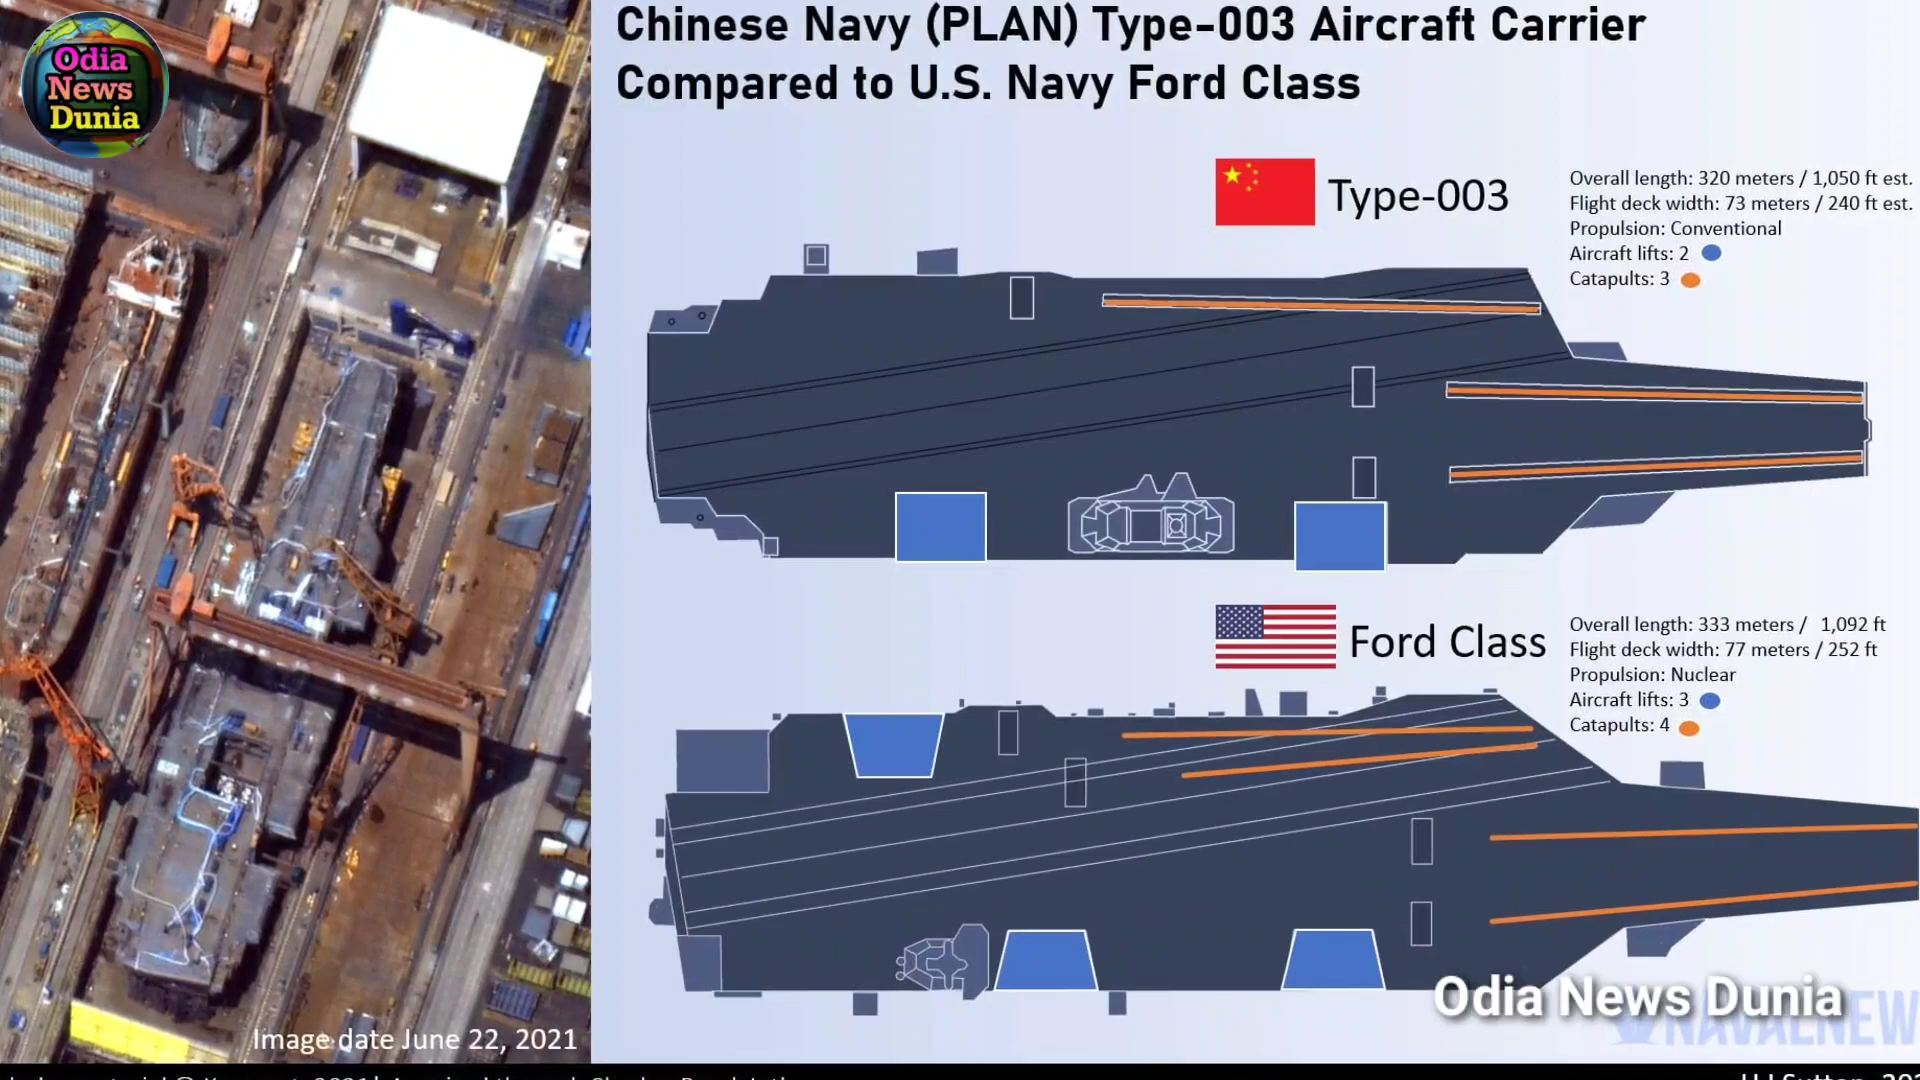 Odia
News
Dunia
Chinese Navy (PLAN) Type-003 Aircraft Carrier
Compared to U.S. Navy Ford Class
Type-003
Overall length: 320 meters / 1,050 ft est.
Flight deck width: 73 meters / 240 ft est.
Propulsion: Conventional
Aircraft lifts: 2
Catapults: 3
Ford Class
Overall length: 333 meters / 1,092 ft
Flight deck width: 77 meters / 252 ft
Propulsion: Nuclear
Aircraft lifts: 3
Catapults: 4
Odia News Dunia
NAVALNEW
Image date June 22, 2021